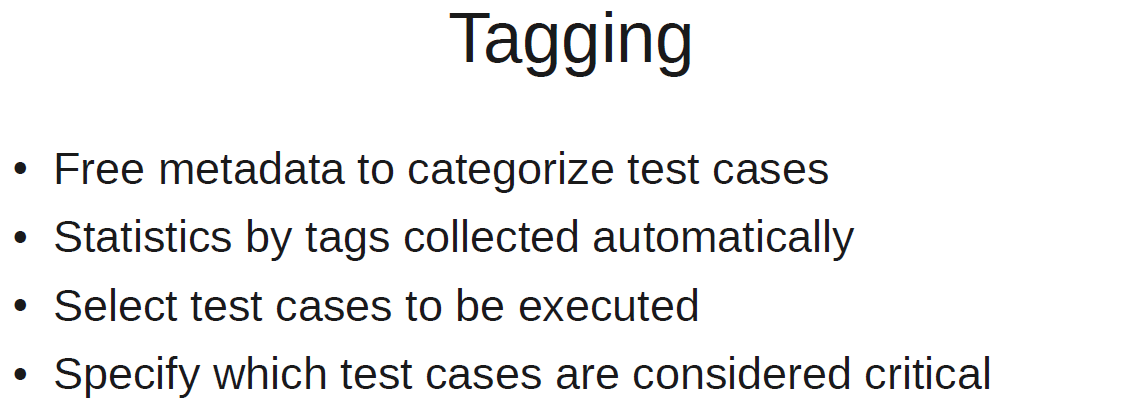 Tagging
• Free metadata to categorize test cases
• Statistics by tags collected automatically
• Select test cases to be executed
• Specify which test cases are considered critical